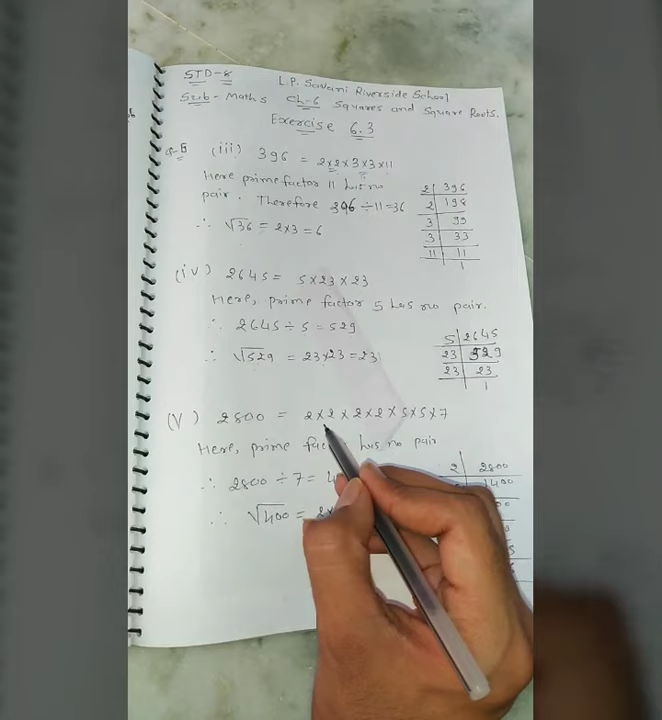 STD-8
L.P. Savani Riverside School
Sub- Maths Ch-6 Squares and Square Roots.
Exercise 6.3
Q-6 (iii) 396 = 2×2×3×3×11
Here prime factor 11 has no
pair. Therefore 396 ÷ 11 = 36
∴ √36 = 2×3 = 6
2 | 396
2 | 198
3 | 99
3 | 33
11 | 11
1
(iv) 2645 = 5×23×23
Here, prime factor 5 has no pair.
∴ 2645 ÷ 5 = 529
∴ √529 = 23×23 = 23
5 | 2645
23 | 529
23 | 23
1
(V) 2800 = 2×2×2×2×5×5×7
Here, prime has no pair
∴ 2800 ÷ 7 =
∴ √400 =
2 | 2800
1400